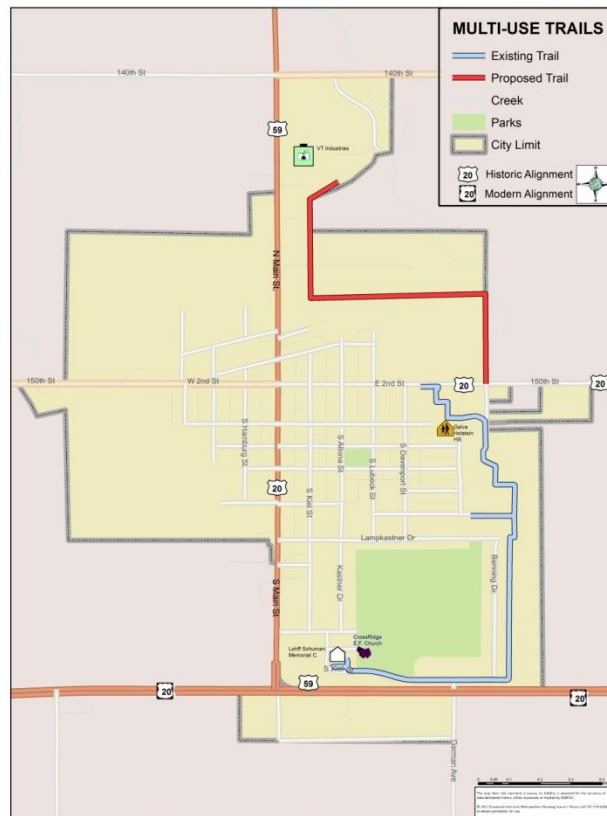 MULTI-USE TRAILS
Existing Trail
Proposed Trail
Creek
Parks
City Limit
20 Historic Alignment
20 Modern Alignment
140th St
140th St
59
VT Industries
N Main St.
150th St
W 2nd St
E 2nd St
20
150th St
20
Galva
Holstein
HS
S Hamburg St
S Altona St
S Lubeck St
S Davenport St
20
S Kiel St
Lampkastner Dr
S Main St.
Kastner Dr
Benning Dr.
CrossRidge
E.F. Church
Lohff Schuman
Memorial C.
20
59
20
German Ave